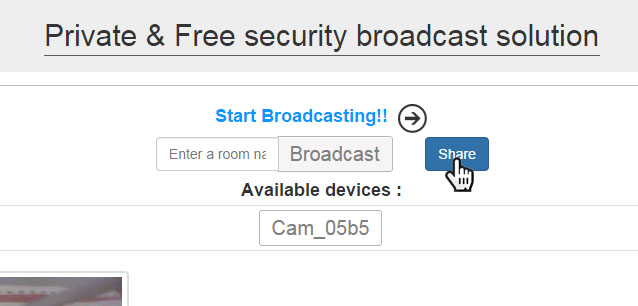 Private & Free security broadcast solution
Start Broadcasting!!
Enter a room na Broadcast Share
Available devices :
Cam_05b5